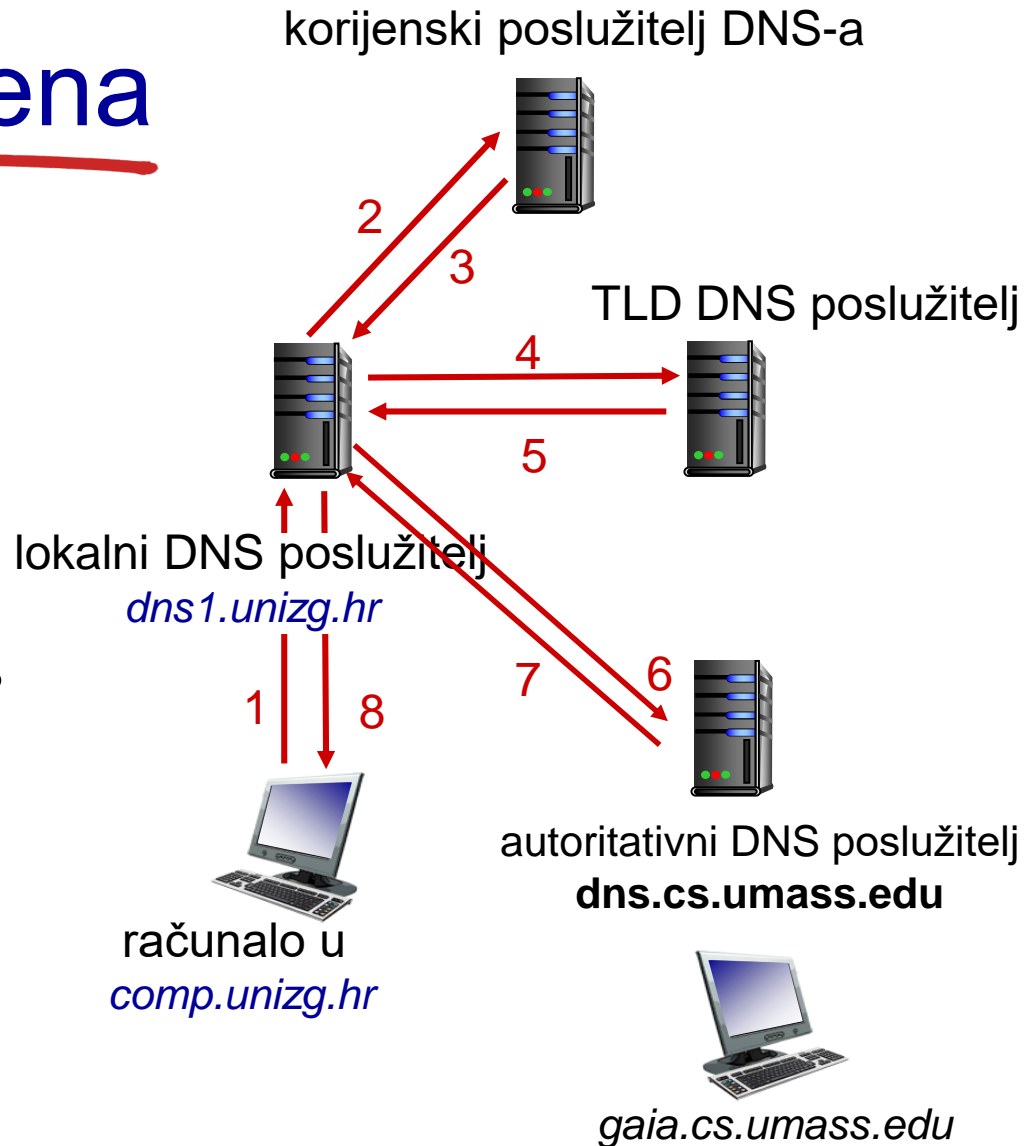 korijenski poslužitelj DNS-a
ena
2
3
TLD DNS poslužitelj
4
5
lokalni DNS poslužitelj
dns1.unizg.hr
1
8
7
6
autoritativni DNS poslužitelj
dns.cs.umass.edu
računalo u
comp.unizg.hr
gaia.cs.umass.edu